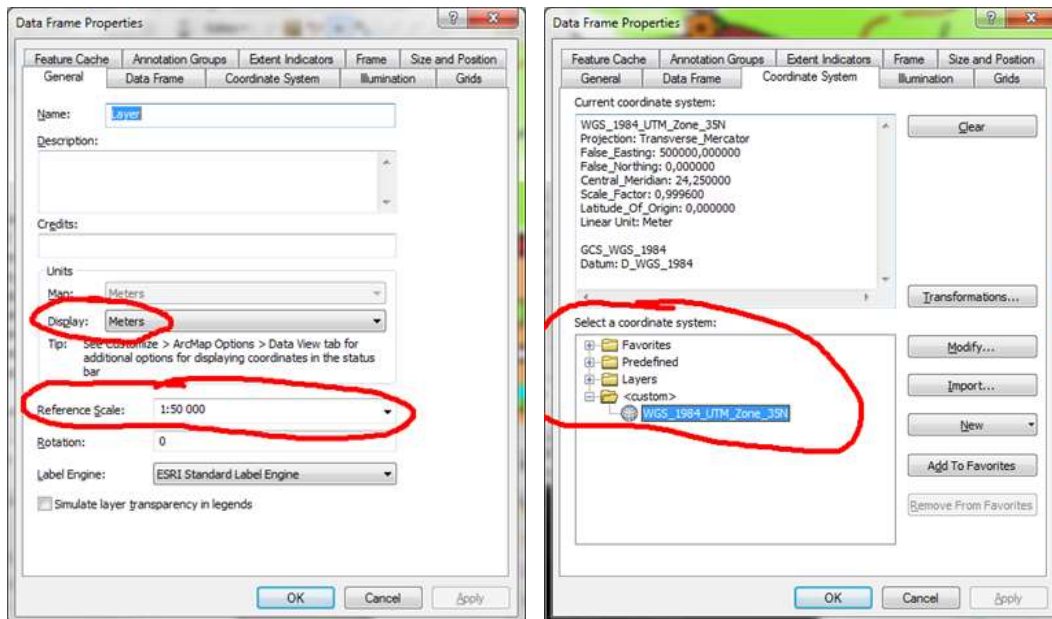 Data Frame Properties
Feature Cache
Annotation Groups
Extent Indicators
Frame
Size and Position
General
Data Frame
Coordinate System
Illumination
Grids
Name:
Layer
Description:
Credits:
Units
Map:
Meters
Display:
Meters
Tip:
See Customize > ArcMap Options > Data View tab for
additional options for displaying coordinates in the status
bar
Reference Scale:
1:50 000
Rotation:
0
Label Engine:
ESRI Standard Label Engine
Simulate layer transparency in legends
OK
Cancel
Apply
Data Frame Properties
Feature Cache
Annotation Groups
Extent Indicators
Frame
Size and Position
General
Data Frame
Coordinate System
Illumination
Grids
Current coordinate system:
WGS_1984_UTM_Zone_35N
Projection: Transverse_Mercator
False_Easting: 500000,000000
False_Northing: 0,000000
Central_Meridian: 24,250000
Scale_Factor: 0,999600
Latitude_Of_Origin: 0,000000
Linear Unit: Meter
GCS_WGS_1984
Datum: D_WGS_1984
Clear
Transformations...
Select a coordinate system:
Favorites
Predefined
Layers
<custom>
WGS_1984_UTM_Zone_35N
Modify...
Import...
New
Add To Favorites
Remove From Favorites
OK
Cancel
Apply